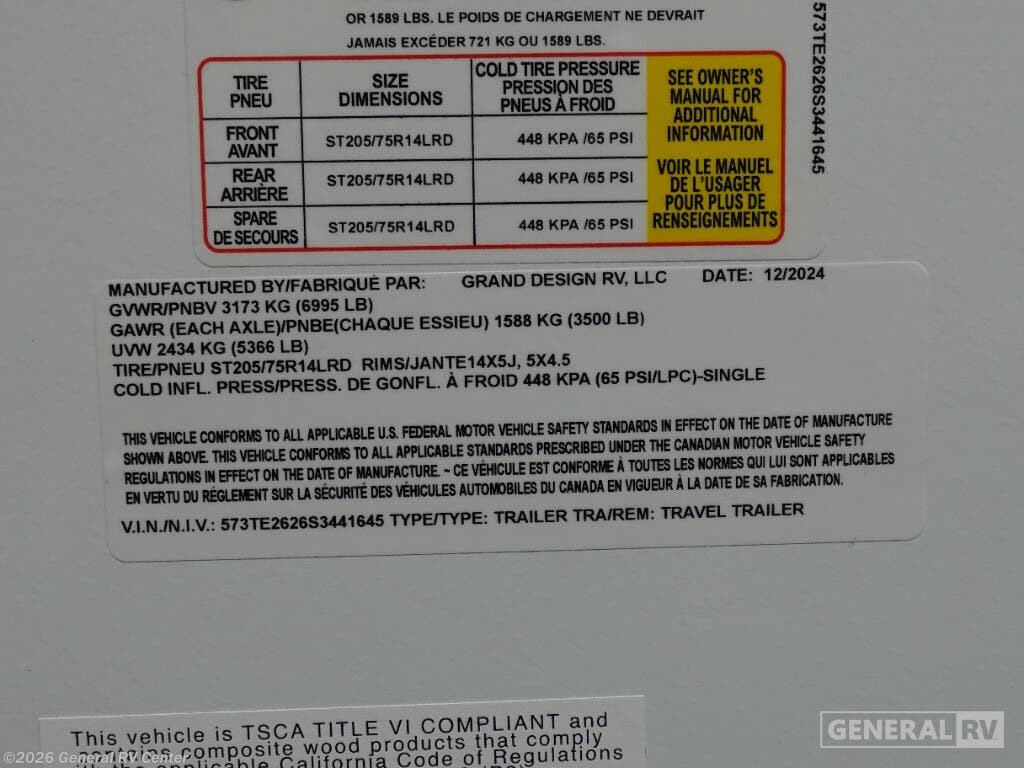 OR 1589 LBS. LE POIDS DE CHARGEMENT NE DEVRAIT
JAMAIS EXCÉDER 721 KG OU 1589 LBS.
573TE2626S3441645
TIRE PNEU
SIZE DIMENSIONS
COLD TIRE PRESSURE PRESSION DES PNEUS À FROID
FRONT AVANT
ST205/75R14LRD
448 KPA /65 PSI
REAR ARRIÈRE
ST205/75R14LRD
448 KPA /65 PSI
SPARE DE SECOURS
ST205/75R14LRD
448 KPA /65 PSI
SEE OWNER'S
MANUAL FOR
ADDITIONAL
INFORMATION
VOIR LE MANUEL
DE L'USAGER
POUR PLUS DE
RENSEIGNEMENTS
MANUFACTURED BY/FABRIQUÉ PAR: GRAND DESIGN RV, LLC DATE: 12/2024
GVWR/PNBV 3173 KG (6995 LB)
GAWR (EACH AXLE)/PNBE(CHAQUE ESSIEU) 1588 KG (3500 LB)
UVW 2434 KG (5366 LB)
TIRE/PNEU ST205/75R14LRD RIMS/JANTE14X5J, 5X4.5
COLD INFL. PRESS/PRESS. DE GONFL. À FROID 448 KPA (65 PSI/LPC)-SINGLE
THIS VEHICLE CONFORMS TO ALL APPLICABLE U.S. FEDERAL MOTOR VEHICLE SAFETY STANDARDS IN EFFECT ON THE DATE OF MANUFACTURE
SHOWN ABOVE. THIS VEHICLE CONFORMS TO ALL APPLICABLE STANDARDS PRESCRIBED UNDER THE CANADIAN MOTOR VEHICLE SAFETY
REGULATIONS IN EFFECT ON THE DATE OF MANUFACTURE. ~ CE VÉHICULE EST CONFORME À TOUTES LES NORMES QUI LUI SONT APPLICABLES
EN VERTU DU RÉGLEMENT SUR LA SÉCURITÉ DES VÉHICULES AUTOMOBILES DU CANADA EN VIGUEUR À LA DATE DE SA FABRICATION.
V.I.N./N.I.V.: 573TE2626S3441645 TYPE/TYPE: TRAILER TRA/REM: TRAVEL TRAILER
This vehicle is TSCA TITLE VI COMPLIANT and
contains composite wood products that comply
with the applicable California Code of Regulations
©2026 General RV Center
GENERAL RV